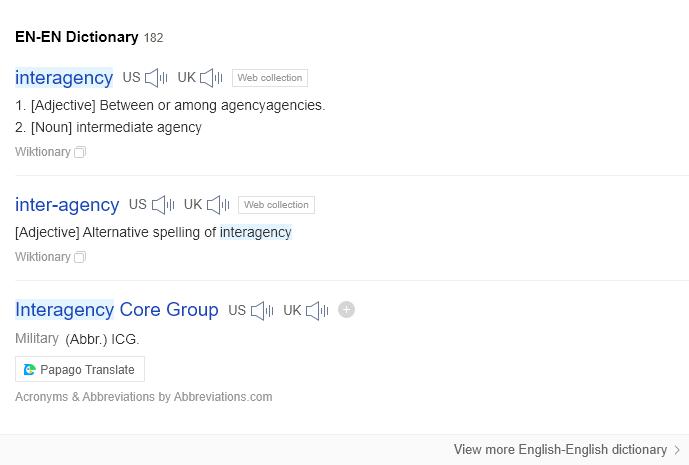 EN-EN Dictionary 182
interagency US UK Web collection
1. [Adjective] Between or among agencyagencies.
2. [Noun] intermediate agency
Wiktionary
inter-agency US UK Web collection
[Adjective] Alternative spelling of interagency
Wiktionary
Interagency Core Group US UK
Military (Abbr.) ICG.
Papago Translate
Acronyms & Abbreviations by Abbreviations.com
View more English-English dictionary